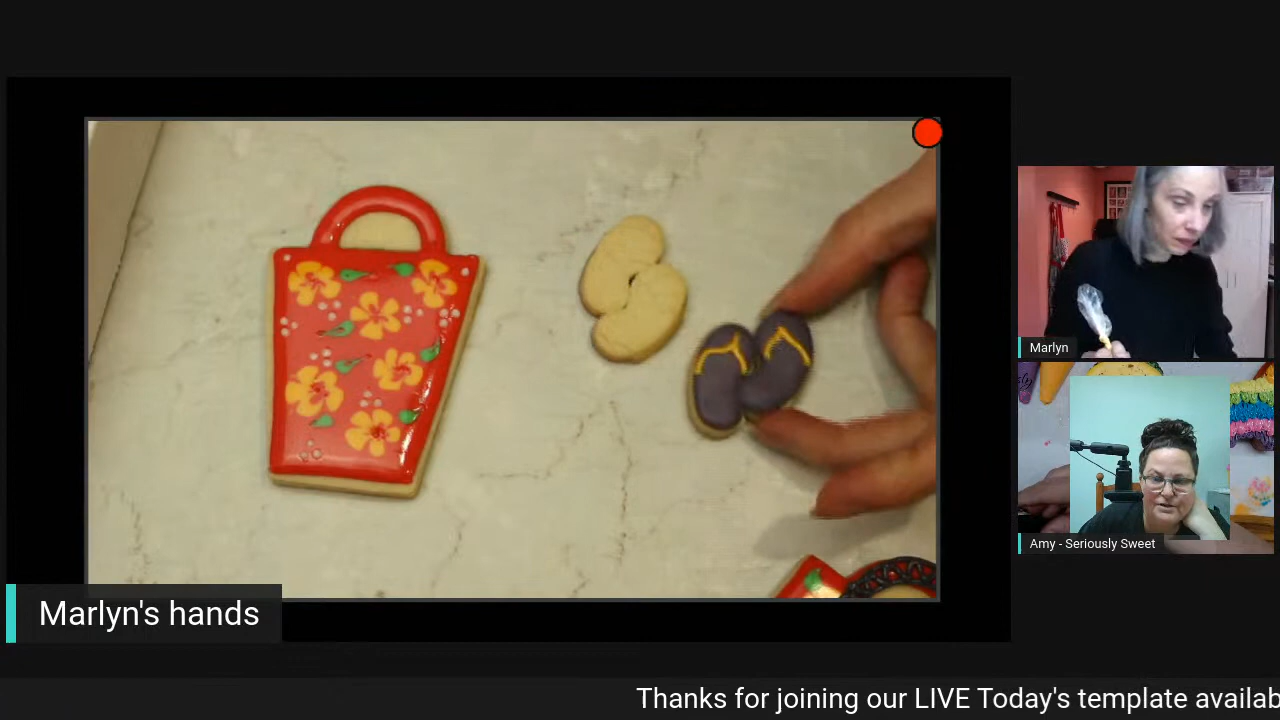 Marlyn
Amy - Seriously Sweet
Marlyn's hands
Thanks for joining our LIVE Today's template availab